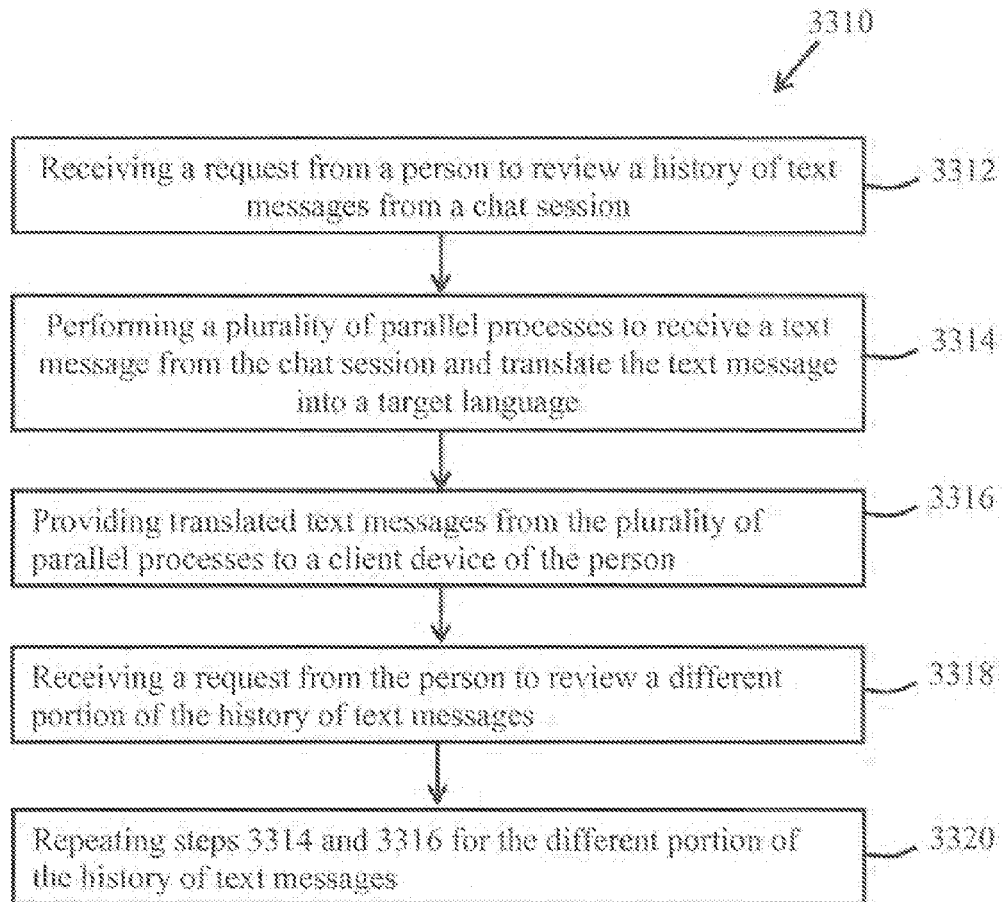 3310
Receiving a request from a person to review a history of text
messages from a chat session
3312
Performing a plurality of parallel processes to receive a text
message from the chat session and translate the text message
into a target language
3314
Providing translated text messages from the plurality of
parallel processes to a client device of the person
3316
Receiving a request from the person to review a different
portion of the history of text messages
3318
Repeating steps 3314 and 3316 for the different portion of
the history of text messages
3320